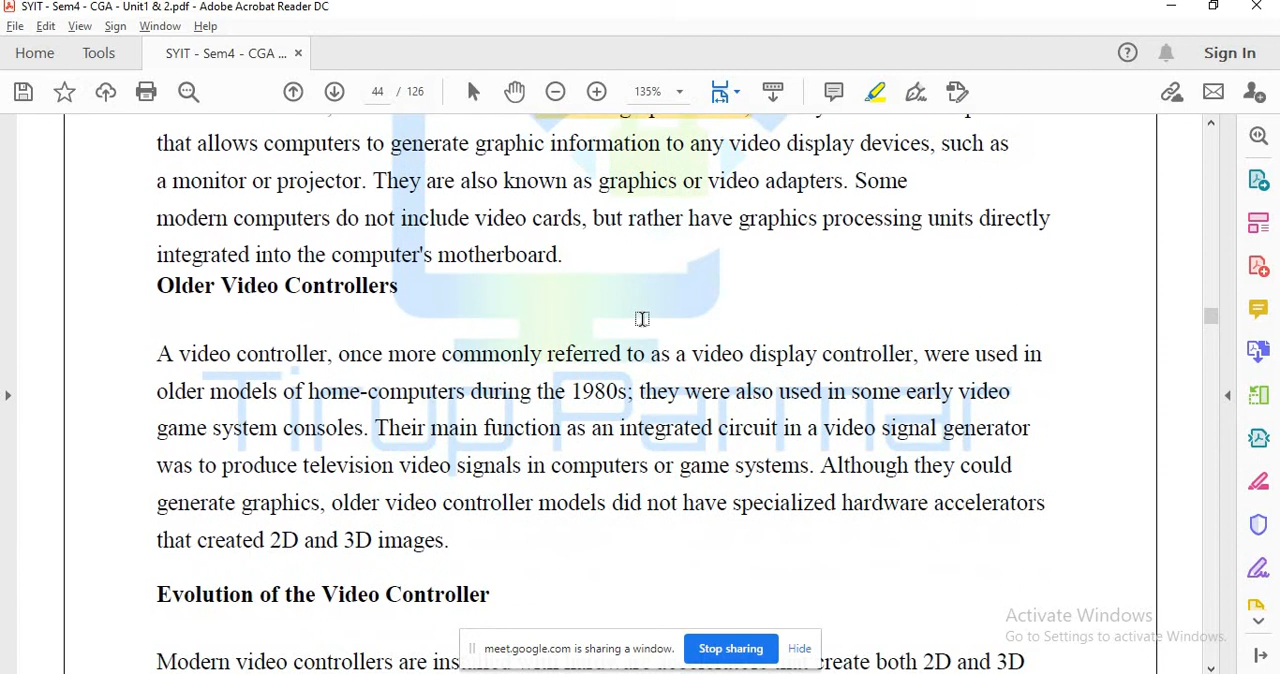 SYIT - Sem4 - CGA - Unit1 & 2.pdf - Adobe Acrobat Reader DC
File Edit View Sign Window Help
Home Tools SYIT - Sem4 - CGA ... × Sign In
44 / 126 135%
that allows computers to generate graphic information to any video display devices, such as
a monitor or projector. They are also known as graphics or video adapters. Some
modern computers do not include video cards, but rather have graphics processing units directly
integrated into the computer's motherboard.
Older Video Controllers
A video controller, once more commonly referred to as a video display controller, were used in
older models of home-computers during the 1980s; they were also used in some early video
Tirup Parmar
game system consoles. Their main function as an integrated circuit in a video signal generator
was to produce television video signals in computers or game systems. Although they could
generate graphics, older video controller models did not have specialized hardware accelerators
that created 2D and 3D images.
Evolution of the Video Controller
Activate Windows
Go to Settings to activate Windows.
meet.google.com is sharing a window. Stop sharing Hide
Modern video controllers are create both 2D and 3D